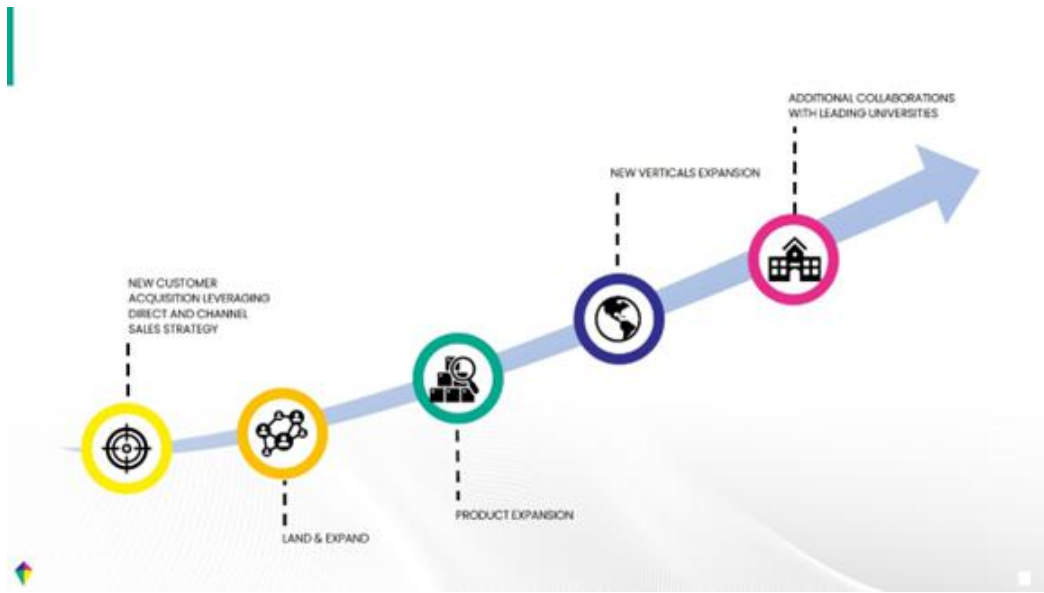 ADDITIONAL COLLABORATIONS
WITH LEADING UNIVERSITIES
NEW VERTICALS EXPANSION
NEW CUSTOMER
ACQUISITION LEVERAGING
DIRECT AND CHANNEL
SALES STRATEGY
PRODUCT EXPANSION
LAND & EXPAND